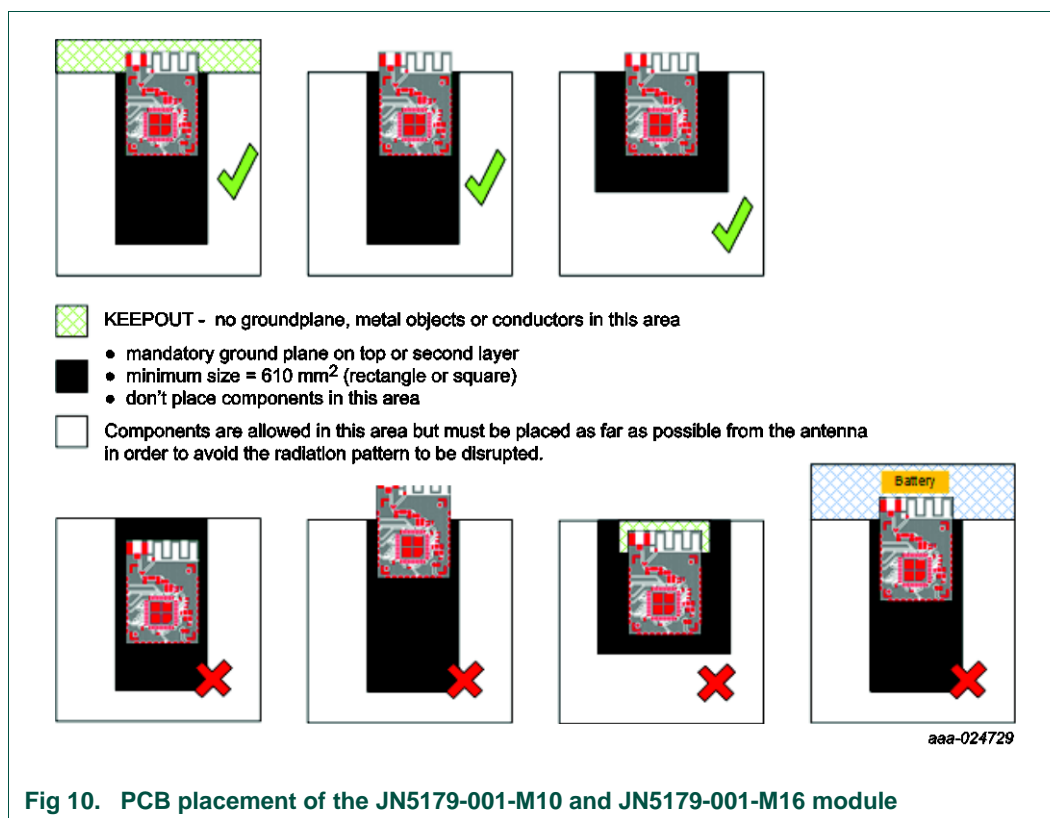 KEEPOUT - no groundplane, metal objects or conductors in this area
● mandatory ground plane on top or second layer
● minimum size = 610 mm² (rectangle or square)
● don't place components in this area
Components are allowed in this area but must be placed as far as possible from the antenna
in order to avoid the radiation pattern to be disrupted.
Battery
aaa-024729
Fig 10. PCB placement of the JN5179-001-M10 and JN5179-001-M16 module